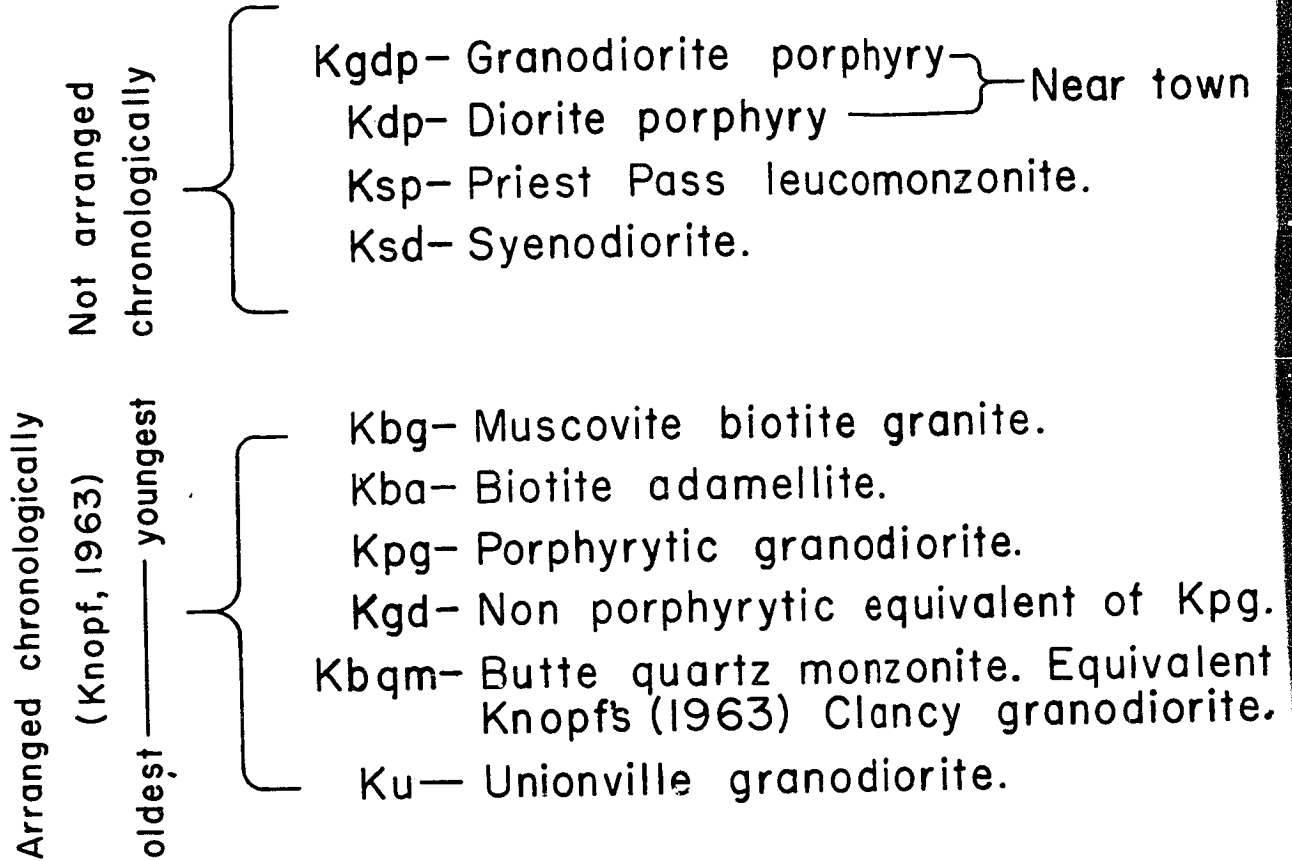 Not arranged
chronologically
Kgdp– Granodiorite porphyry
Kdp– Diorite porphyry
Near town
Ksp– Priest Pass leucomonzonite.
Ksd– Syenodiorite.
Arranged chronologically
(Knopf, 1963)
oldest — youngest
Kbg– Muscovite biotite granite.
Kba– Biotite adamellite.
Kpg– Porphyrytic granodiorite.
Kgd– Non porphyrytic equivalent of Kpg.
Kbqm– Butte quartz monzonite. Equivalent
Knopf's (1963) Clancy granodiorite.
Ku— Unionville granodiorite.